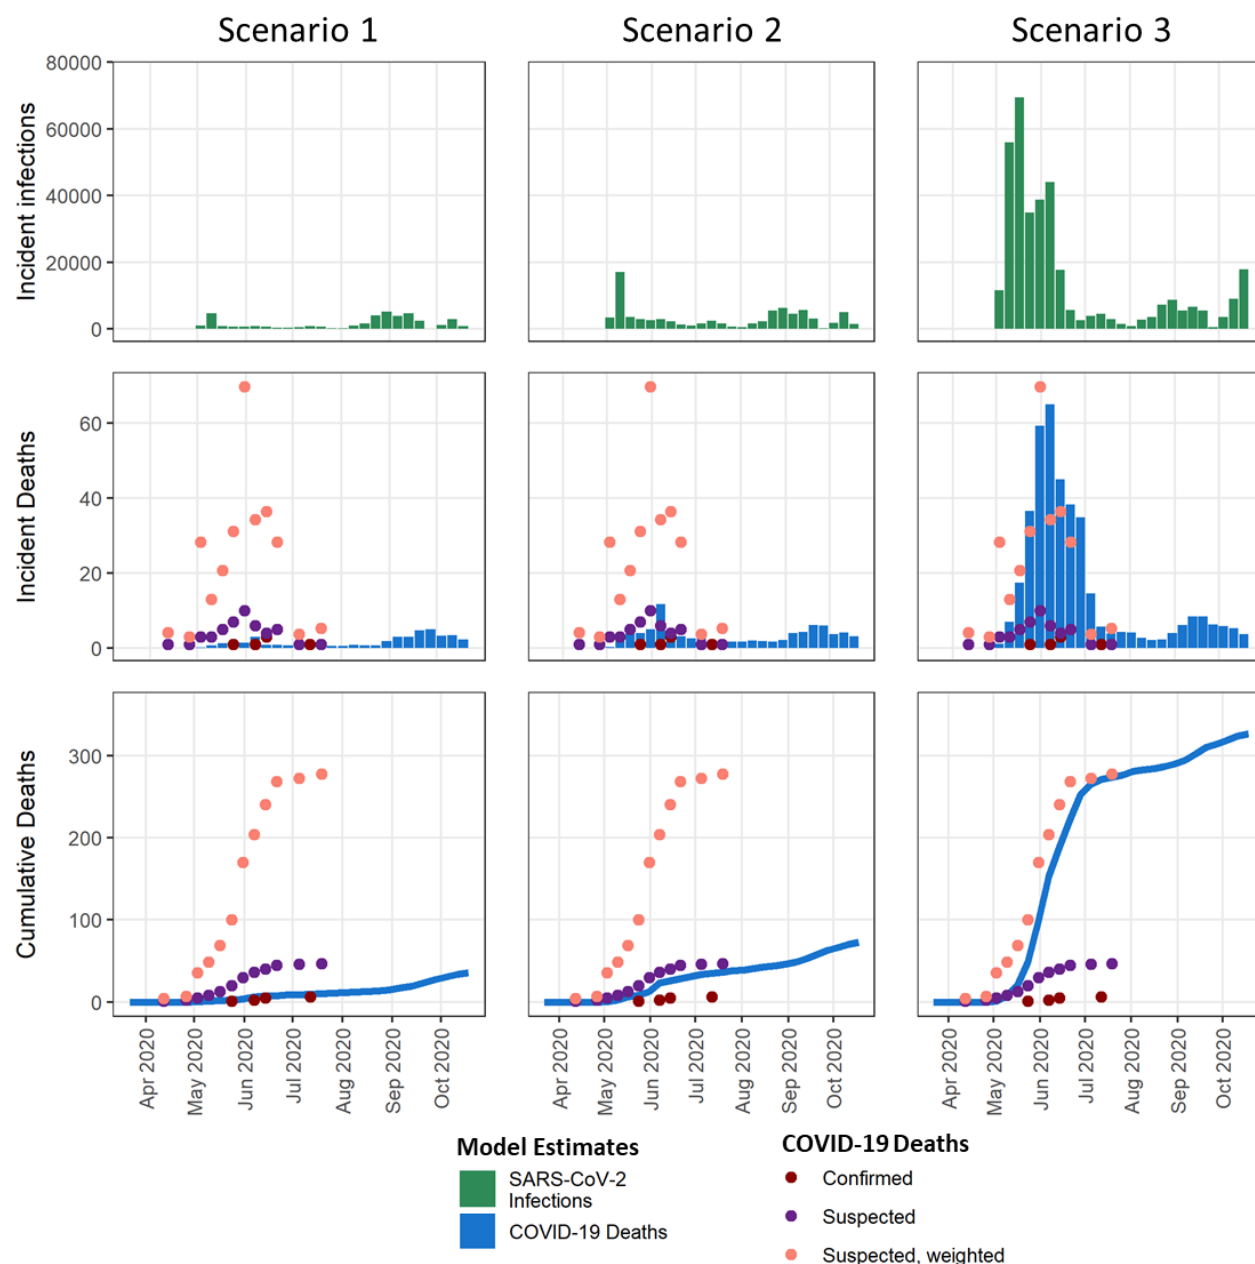 Scenario 1
Scenario 2
Scenario 3
Incident infections
80000
60000
40000
20000
0
Incident Deaths
60
40
20
0
Cumulative Deaths
300
200
100
0
Apr 2020
May 2020
Jun 2020
Jul 2020
Aug 2020
Sep 2020
Oct 2020
Apr 2020
May 2020
Jun 2020
Jul 2020
Aug 2020
Sep 2020
Oct 2020
Apr 2020
May 2020
Jun 2020
Jul 2020
Aug 2020
Sep 2020
Oct 2020
Model Estimates
SARS-CoV-2
Infections
COVID-19 Deaths
COVID-19 Deaths
Confirmed
Suspected
Suspected, weighted